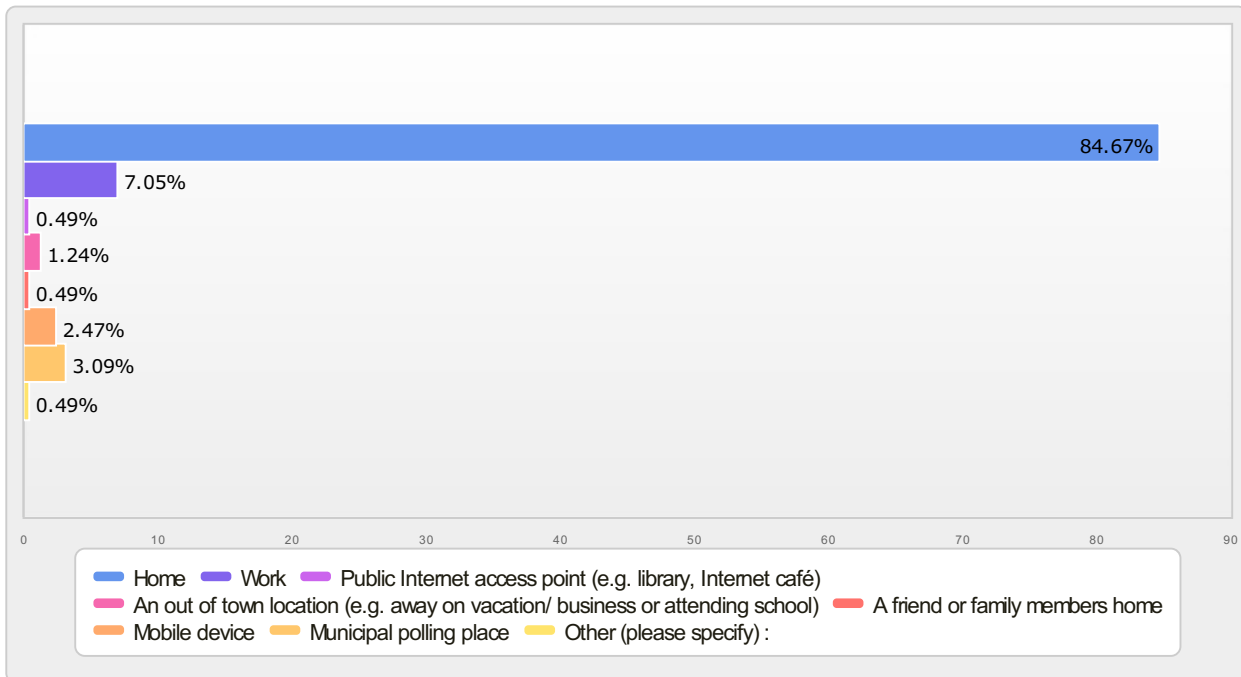 84.67%
7.05%
0.49%
1.24%
0.49%
2.47%
3.09%
0.49%
0 10 20 30 40 50 60 70 80 90
Home Work Public Internet access point (e.g. library, Internet café)
An out of town location (e.g. away on vacation/ business or attending school) A friend or family members home
Mobile device Municipal polling place Other (please specify) :